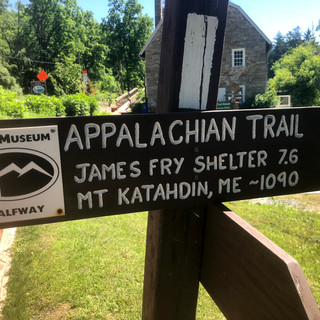 Museum
ALFWAY
APPALACHIAN TRAIL
JAMES FRY SHELTER 7.6
MT KATAHDIN, ME ~1090